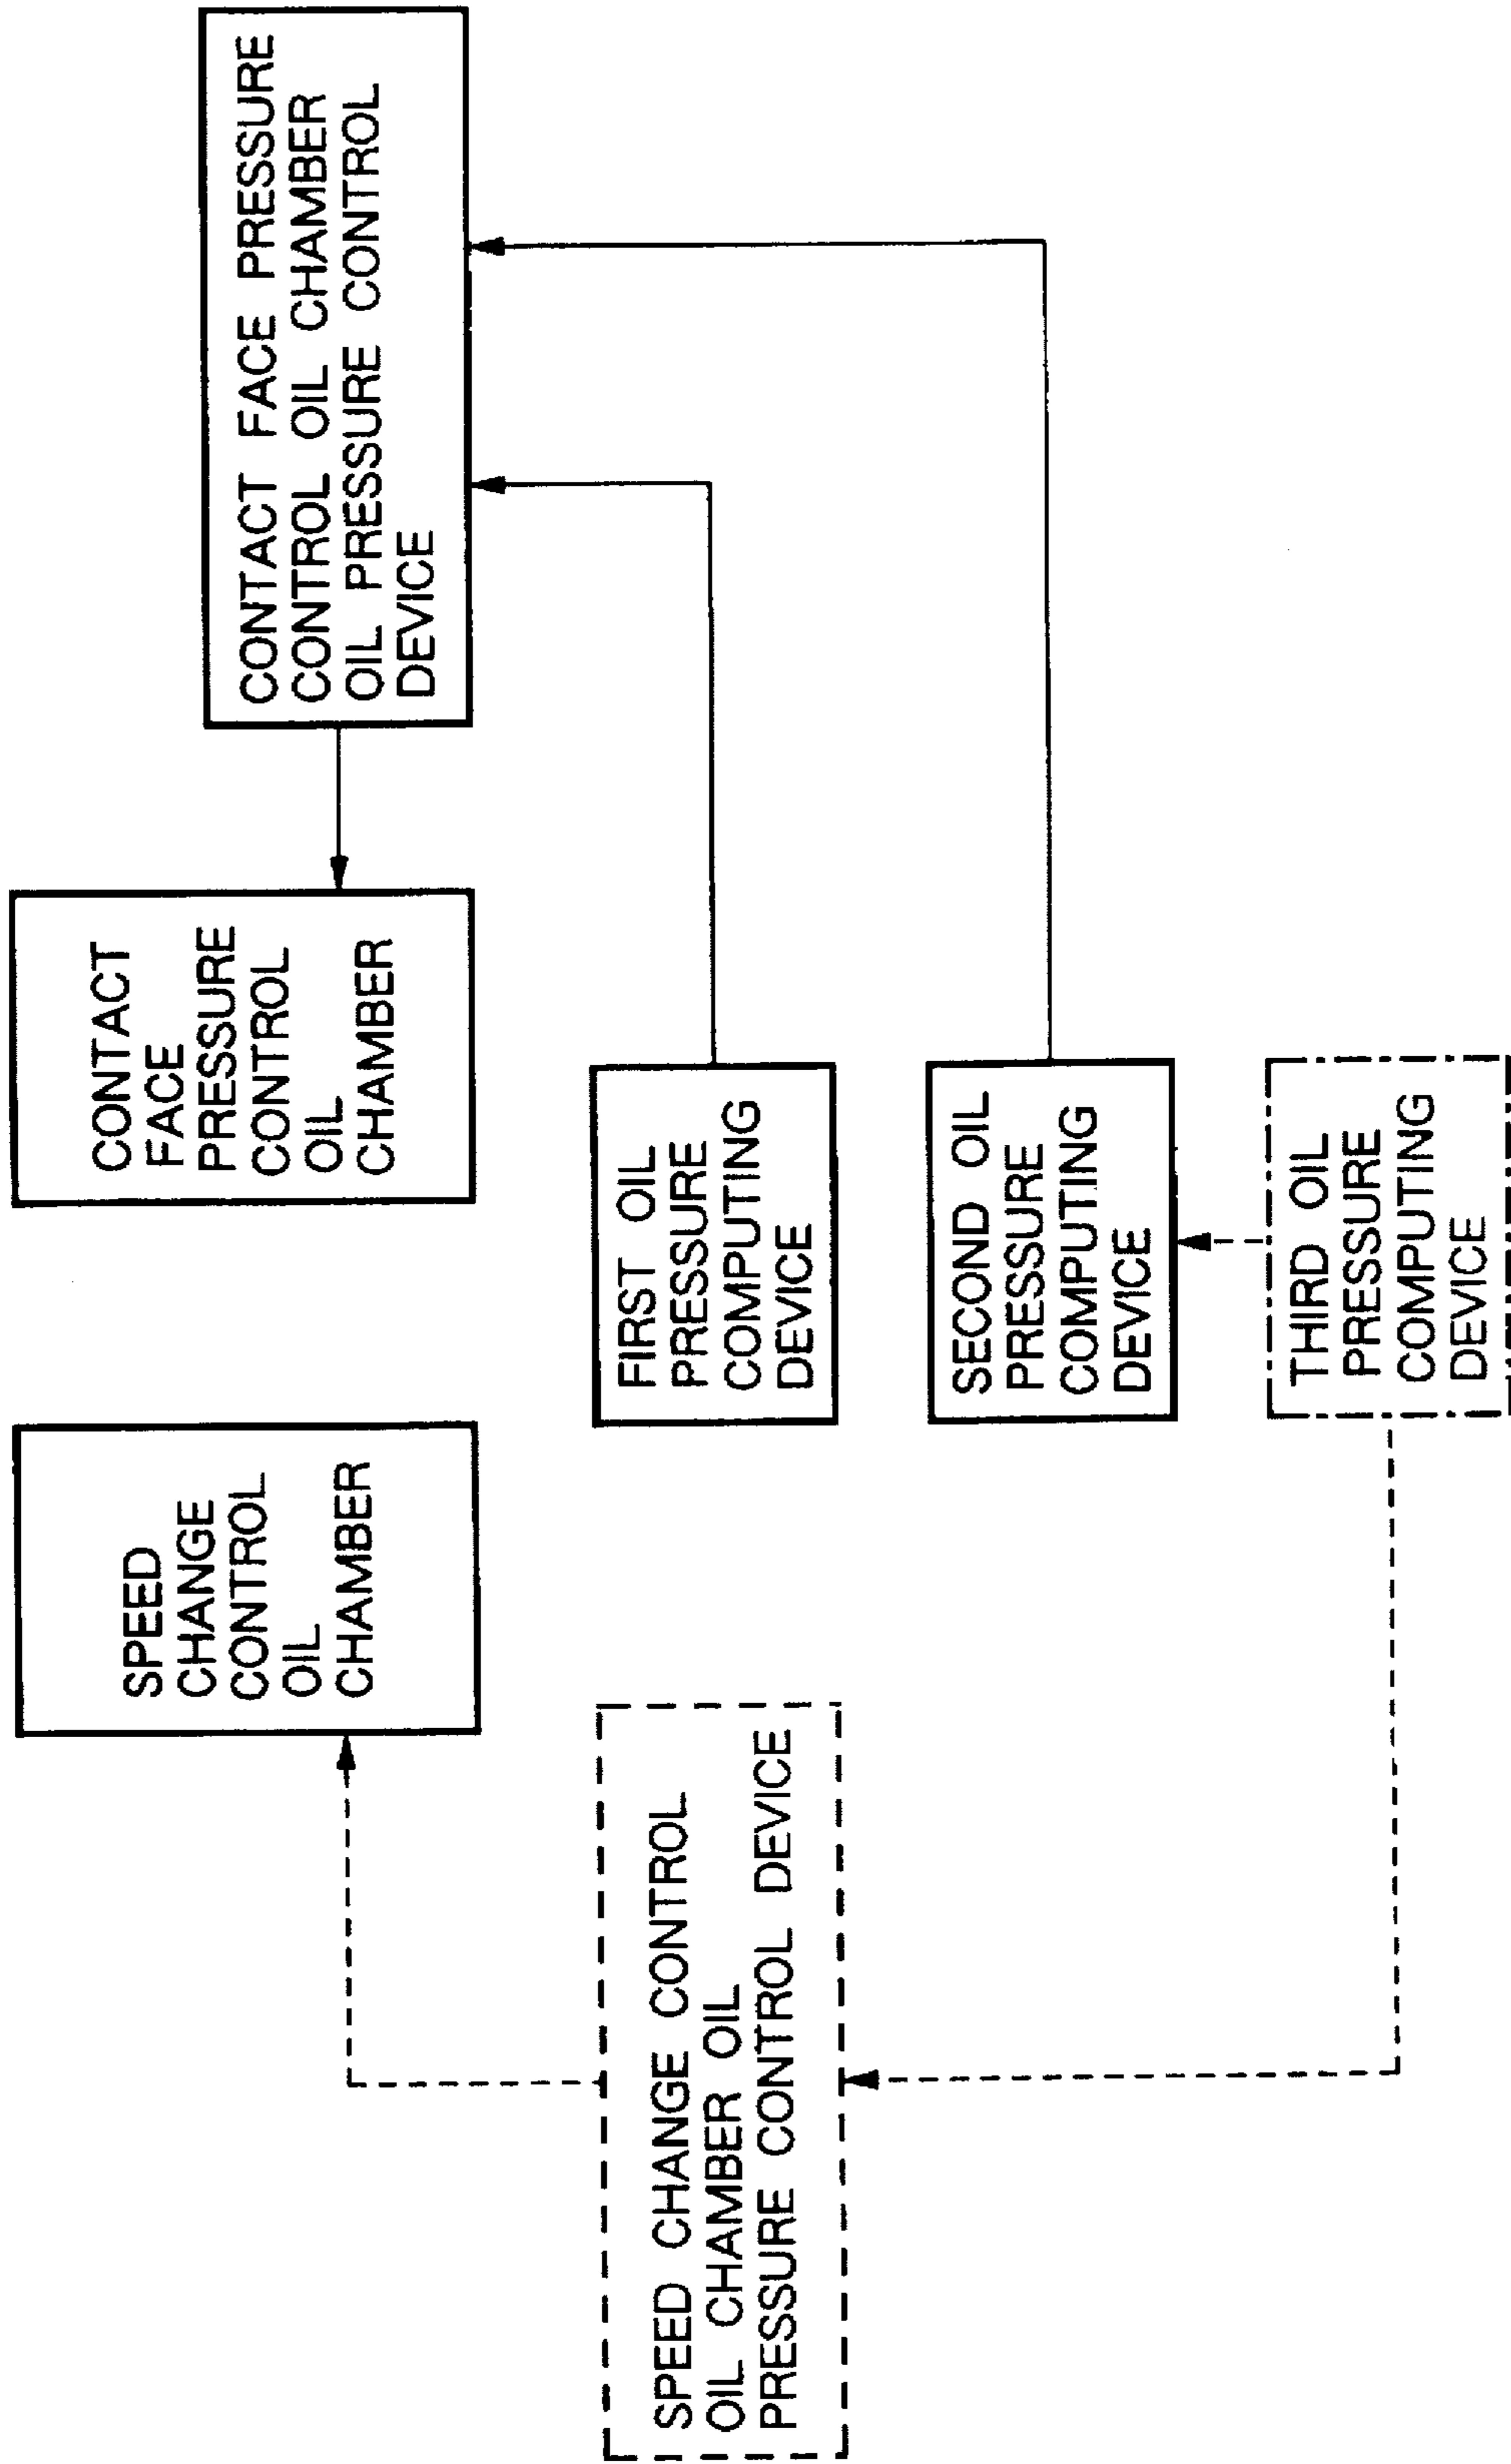 SPEED
CHANGE
CONTROL
OIL
CHAMBER
CONTACT
FACE
PRESSURE
CONTROL
OIL
CHAMBER
CONTACT FACE PRESSURE
CONTROL OIL CHAMBER
OIL PRESSURE CONTROL
DEVICE
SPEED CHANGE CONTROL
OIL CHAMBER OIL
PRESSURE CONTROL DEVICE
FIRST OIL
PRESSURE
COMPUTING
DEVICE
SECOND OIL
PRESSURE
COMPUTING
DEVICE
THIRD OIL
PRESSURE
COMPUTING
DEVICE